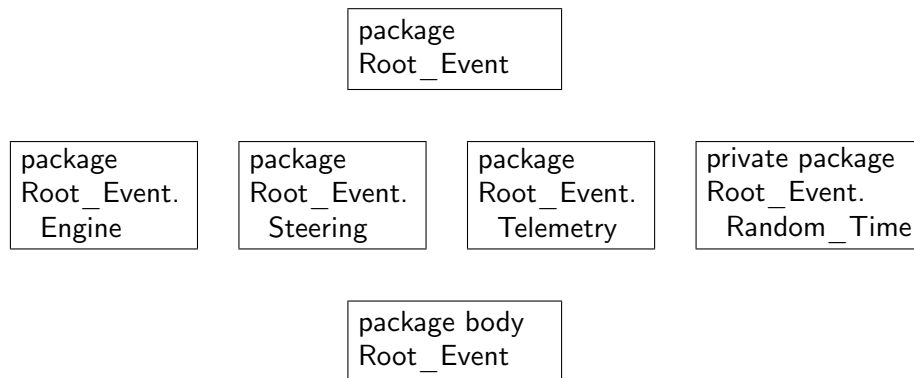 package
Root_Event
package
Root_Event.
Engine
package
Root_Event.
Steering
package
Root_Event.
Telemetry
private package
Root_Event.
Random_Time
package body
Root_Event